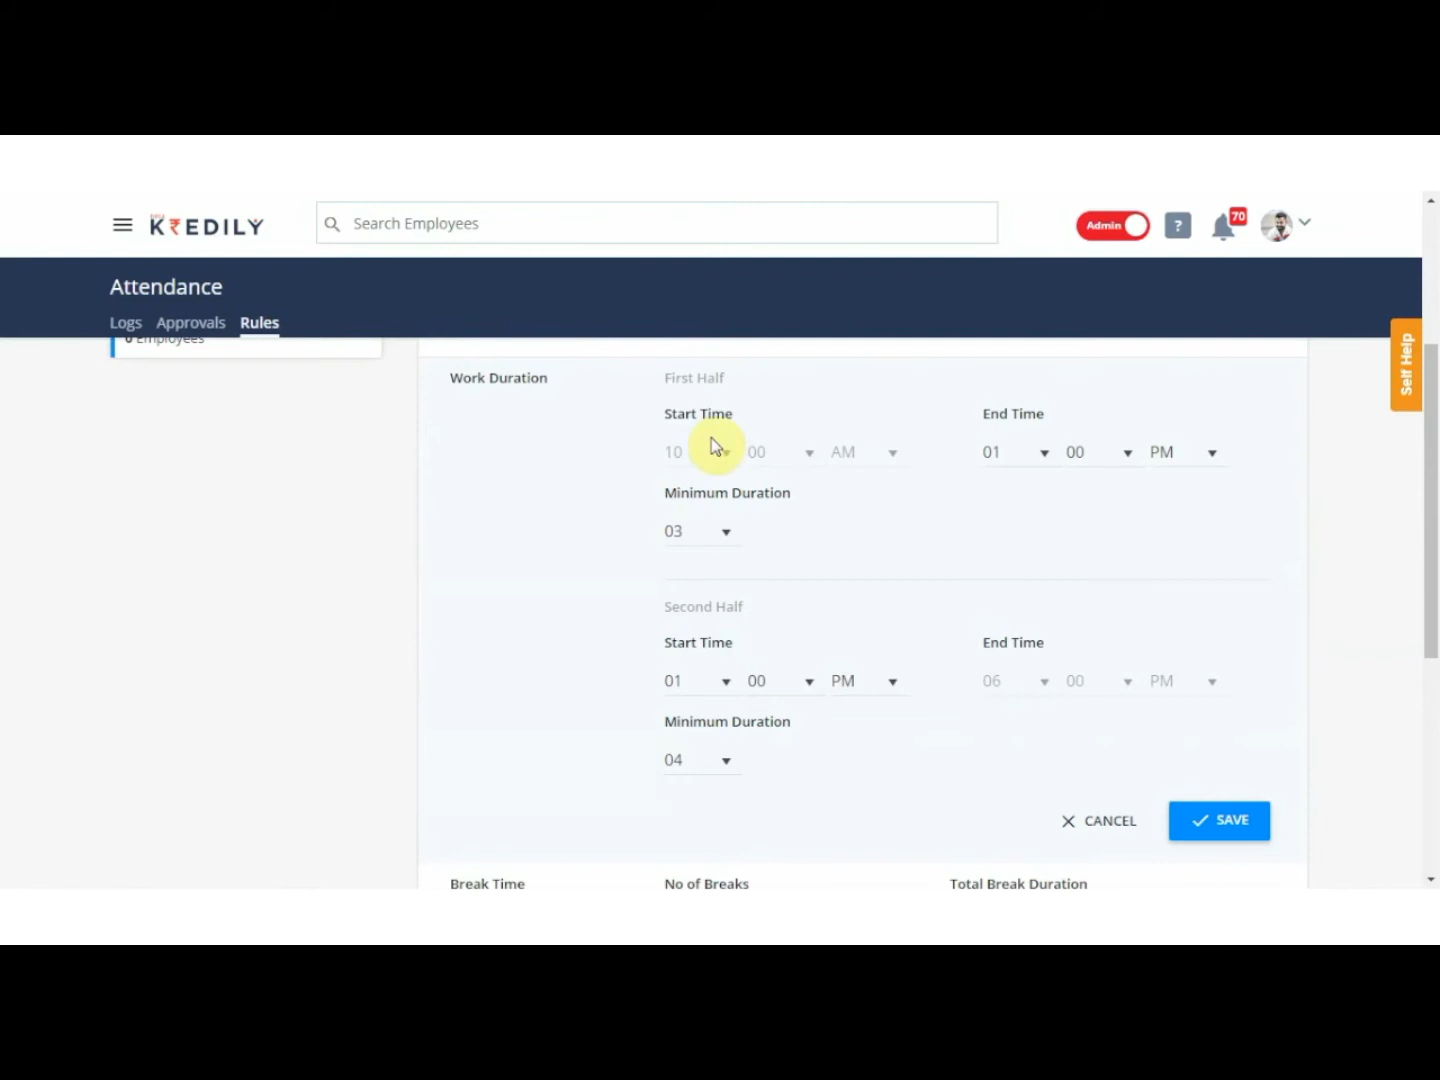 KREDILY
Search Employees
Admin
?
70
Attendance
Logs Approvals Rules
0 Employees
Self Help
Work Duration
First Half
Start Time
End Time
10 00 AM
01 00 PM
Minimum Duration
03
Second Half
Start Time
End Time
01 00 PM
06 00 PM
Minimum Duration
04
CANCEL
SAVE
Break Time
No of Breaks
Total Break Duration